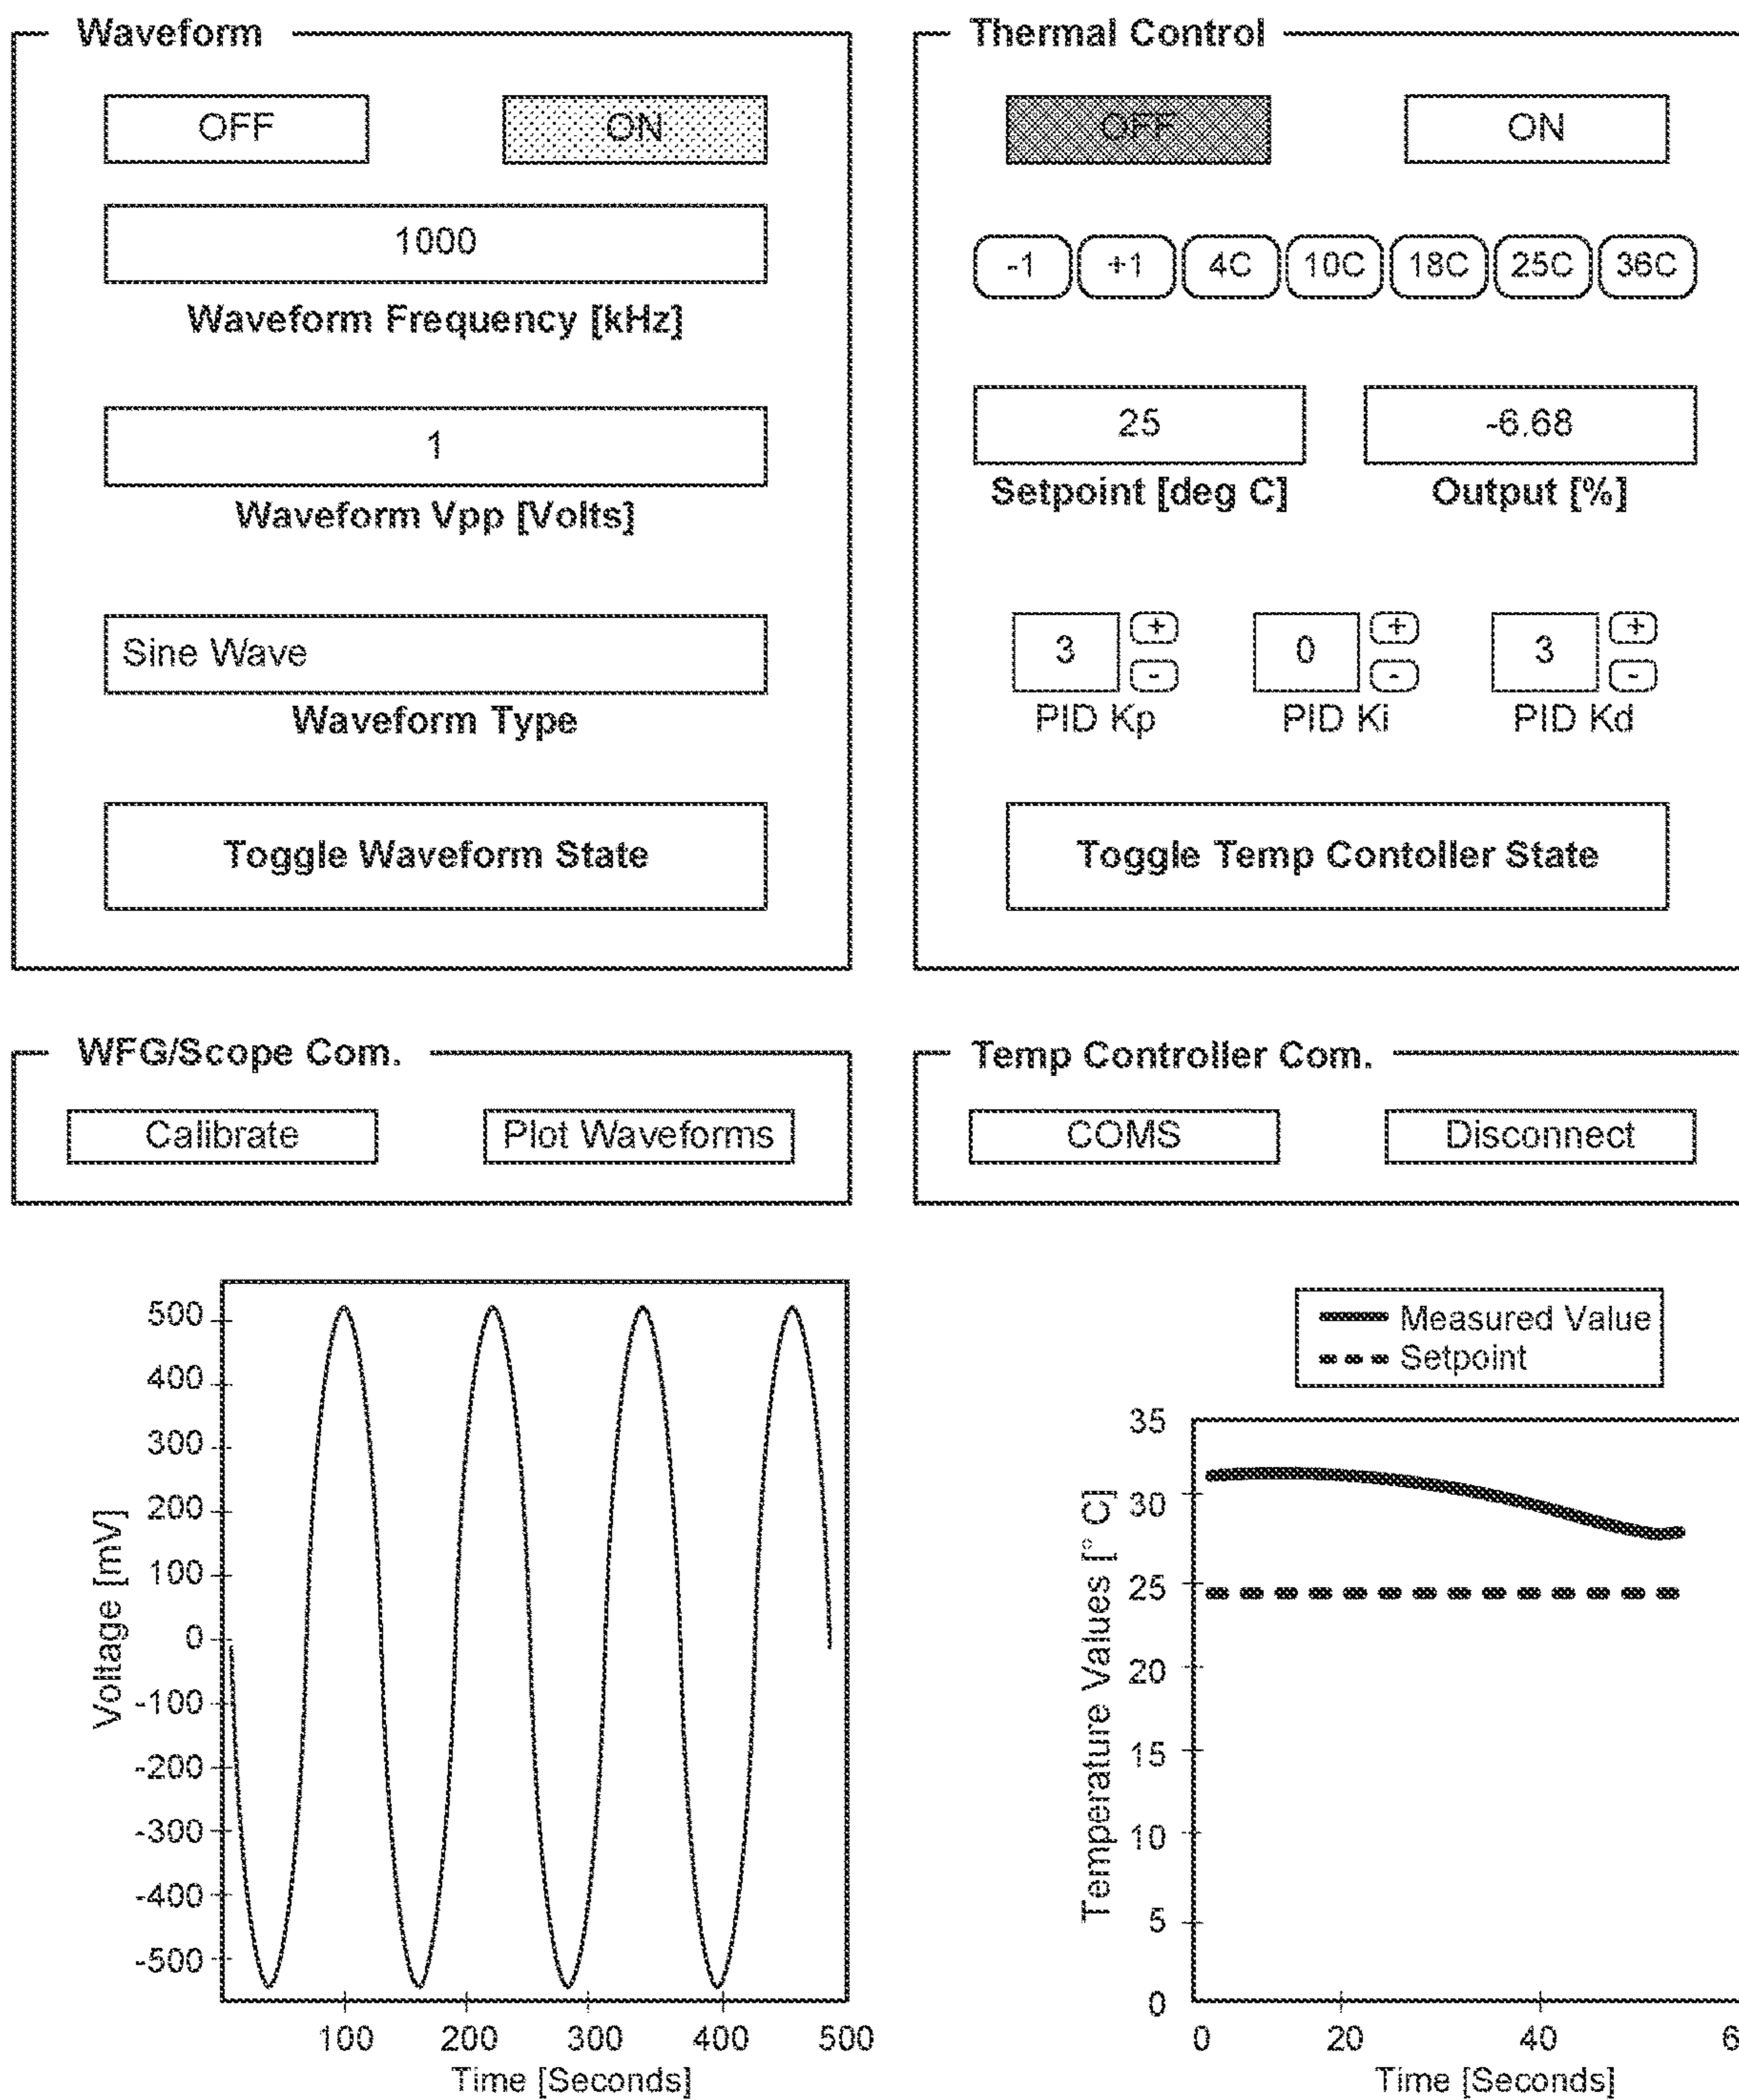 Waveform
OFF
ON
1000
Waveform Frequency [kHz]
1
Waveform Vpp [Volts]
Sine Wave
Waveform Type
Toggle Waveform State
Thermal Control
OFF
ON
-1
+1
4C
10C
18C
25C
36C
25
-6.68
Setpoint [deg C]
Output [%]
3
+
-
0
+
-
3
+
-
PID Kp
PID Ki
PID Kd
Toggle Temp Contoller State
WFG/Scope Com.
Calibrate
Plot Waveforms
Temp Controller Com.
COMS
Disconnect
Voltage [mV]
500
400
300
200
100
0
-100
-200
-300
-400
-500
100
200
300
400
500
Time [Seconds]
Measured Value
Setpoint
Temperature Values [° C]
35
30
25
20
15
10
5
0
0
20
40
Time [Seconds]